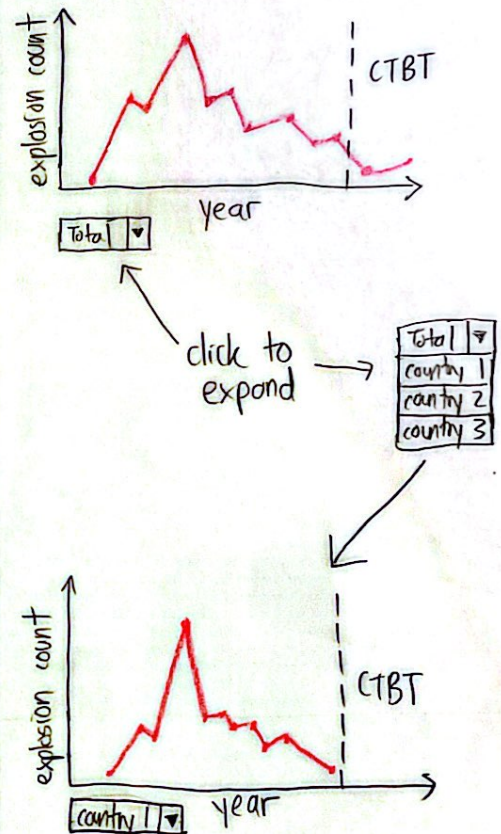 explosion count
CTBT
year
Total
click to
expand
Total
country 1
country 2
country 3
explosion count
CTBT
country 1
year